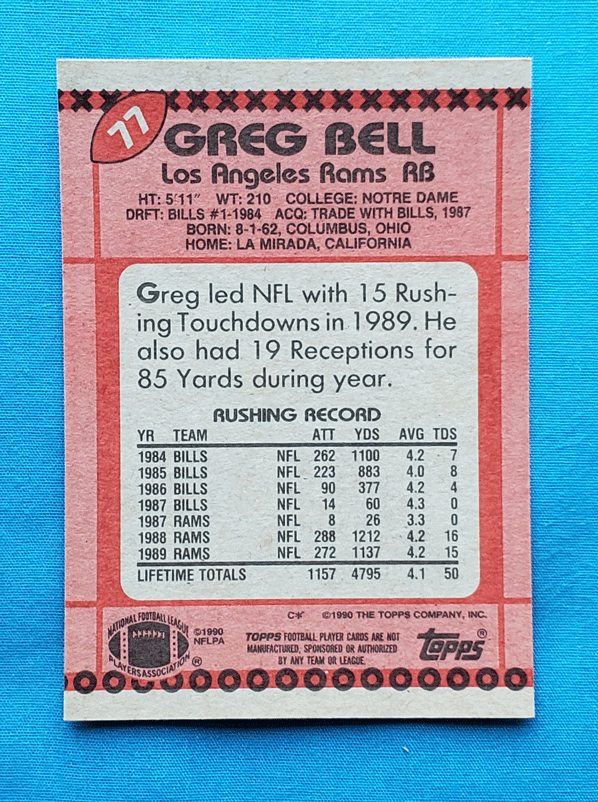 77
GREG BELL
Los Angeles Rams RB
HT: 5'11" WT: 210 COLLEGE: NOTRE DAME
DRFT: BILLS #1-1984 ACQ: TRADE WITH BILLS, 1987
BORN: 8-1-62, COLUMBUS, OHIO
HOME: LA MIRADA, CALIFORNIA
Greg led NFL with 15 Rush-
ing Touchdowns in 1989. He
also had 19 Receptions for
85 Yards during year.
RUSHING RECORD
YR TEAM ATT YDS AVG TDS
1984 BILLS NFL 262 1100 4.2 7
1985 BILLS NFL 223 883 4.0 8
1986 BILLS NFL 90 377 4.2 4
1987 BILLS NFL 14 60 4.3 0
1987 RAMS NFL 8 26 3.3 0
1988 RAMS NFL 288 1212 4.2 16
1989 RAMS NFL 272 1137 4.2 15
LIFETIME TOTALS 1157 4795 4.1 50
C* ©1990 THE TOPPS COMPANY, INC.
NATIONAL FOOTBALL LEAGUE
PLAYERS ASSOCIATION ®
©1990
NFLPA
TOPPS FOOTBALL PLAYER CARDS ARE NOT
MANUFACTURED, SPONSORED OR AUTHORIZED
BY ANY TEAM OR LEAGUE.
Topps®